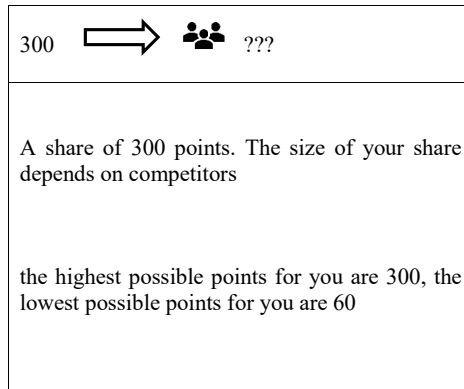 300 ???
A share of 300 points. The size of your share
depends on competitors
the highest possible points for you are 300, the
lowest possible points for you are 60